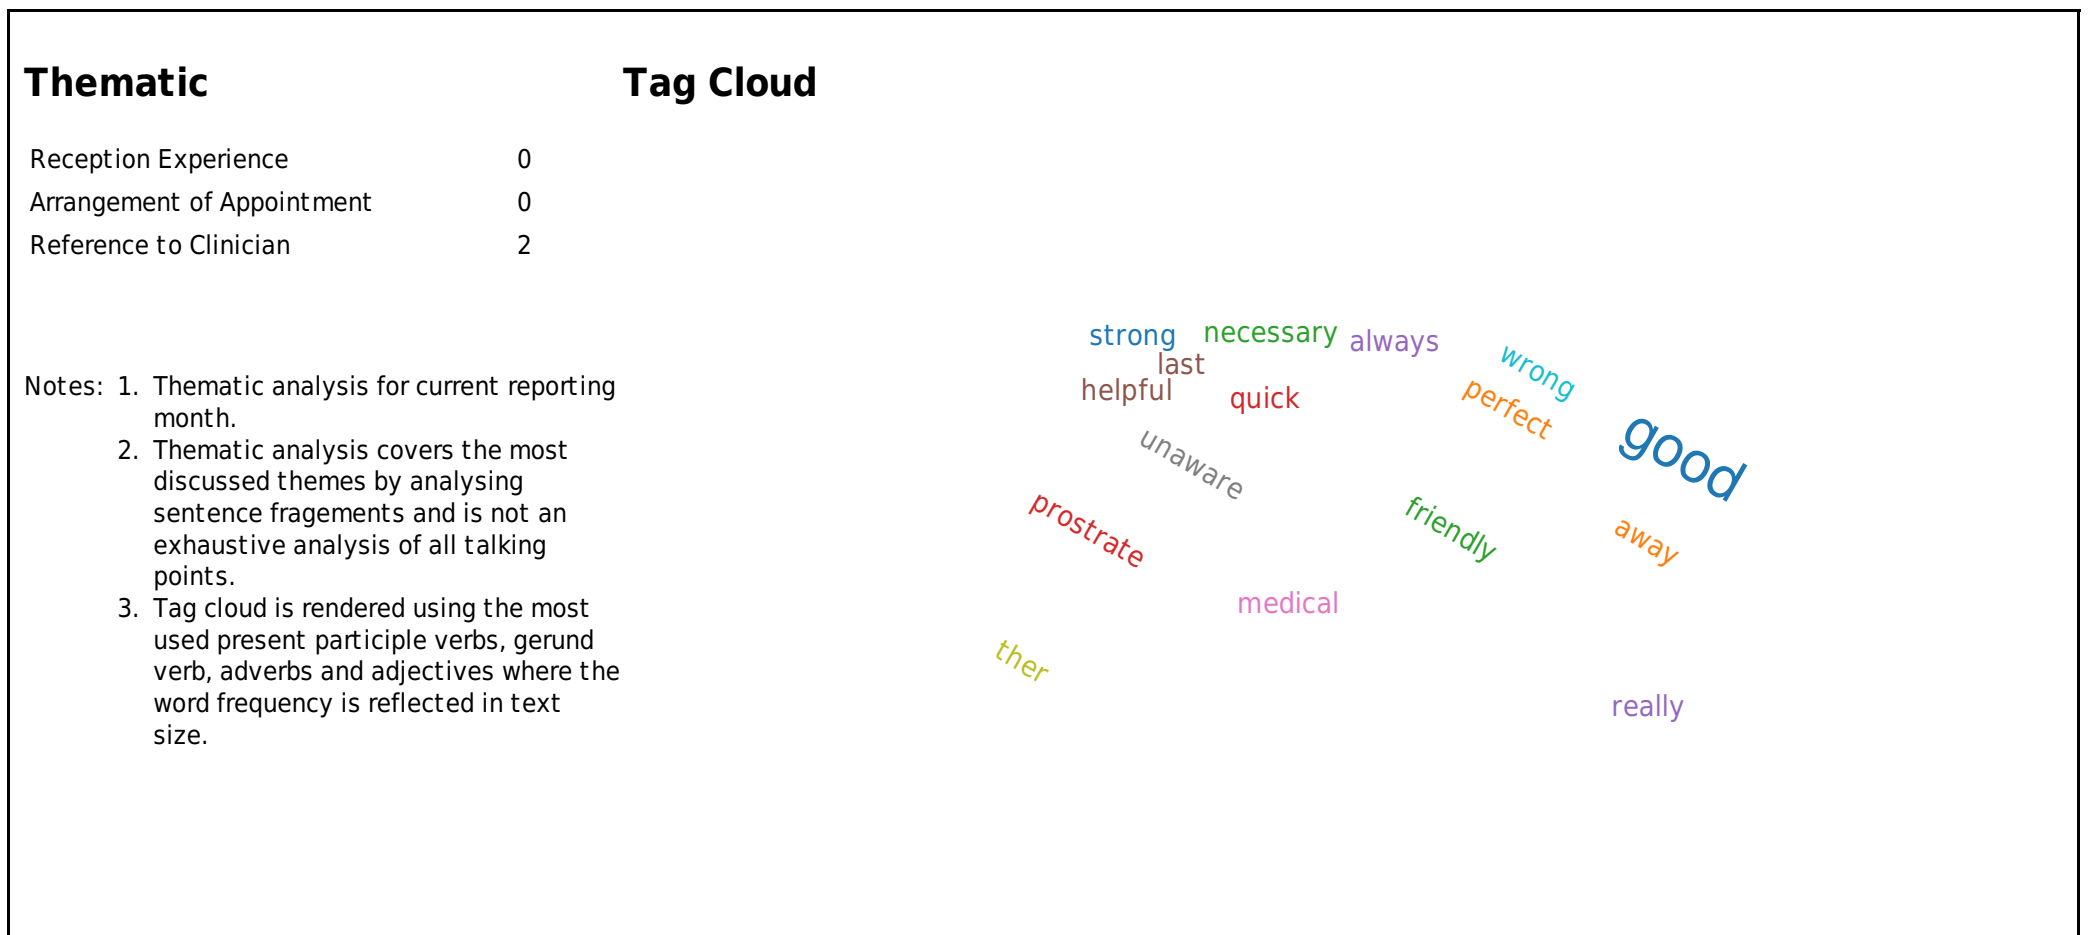 Thematic
Tag Cloud
Reception Experience 0
Arrangement of Appointment 0
Reference to Clinician 2
Notes: 1. Thematic analysis for current reporting
month.
2. Thematic analysis covers the most
discussed themes by analysing
sentence fragements and is not an
exhaustive analysis of all talking
points.
3. Tag cloud is rendered using the most
used present participle verbs, gerund
verb, adverbs and adjectives where the
word frequency is reflected in text
size.
strong
necessary
always
wrong
last
helpful
quick
perfect
good
unaware
prostrate
friendly
away
medical
ther
really